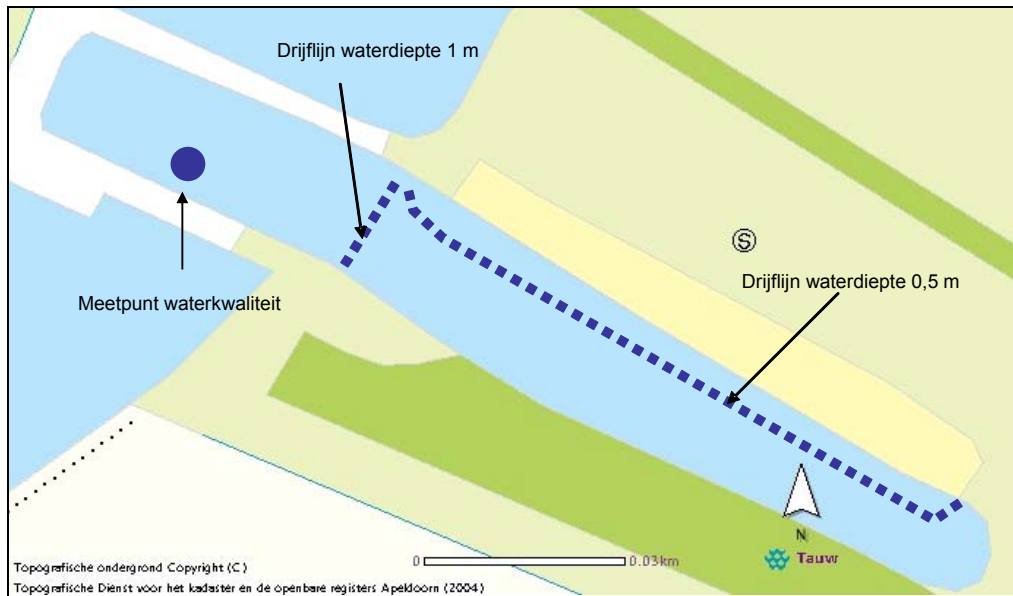 Drijflijn waterdiepte 1 m
Ⓢ
Drijflijn waterdiepte 0,5 m
Meetpunt waterkwaliteit
N
0 0.03km
Tauw
Topografische ondergrond Copyright (C)
Topografische Dienst voor het kadaster en de openbare registers Apeldoorn (2004)